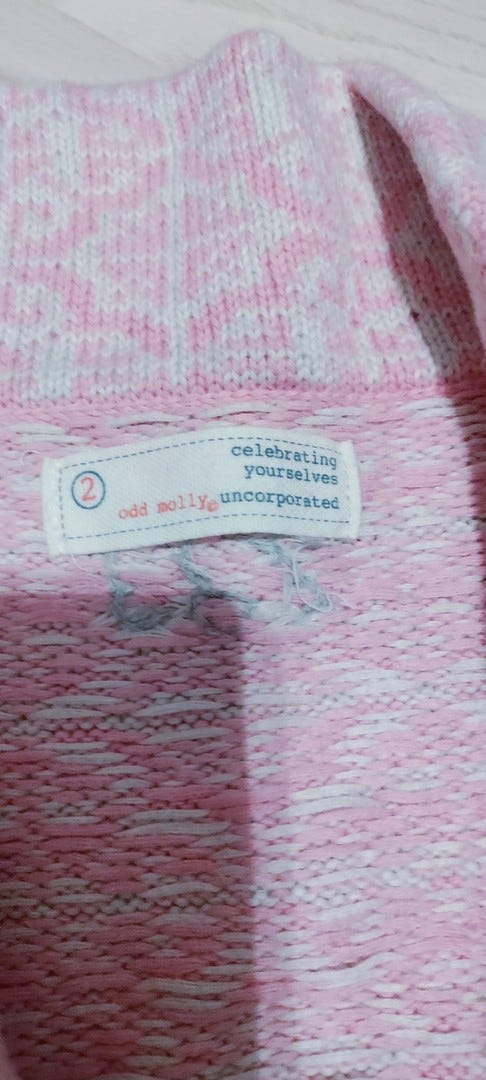 celebrating
yourselves
② odd molly® uncorporated